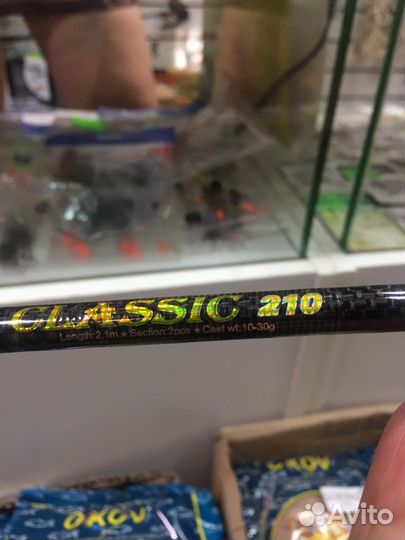 CLASSIC 210
Length:2.1m ★ Section:2pcs ★ Cast wt:10-30g
OKOV
OKOV
Avito